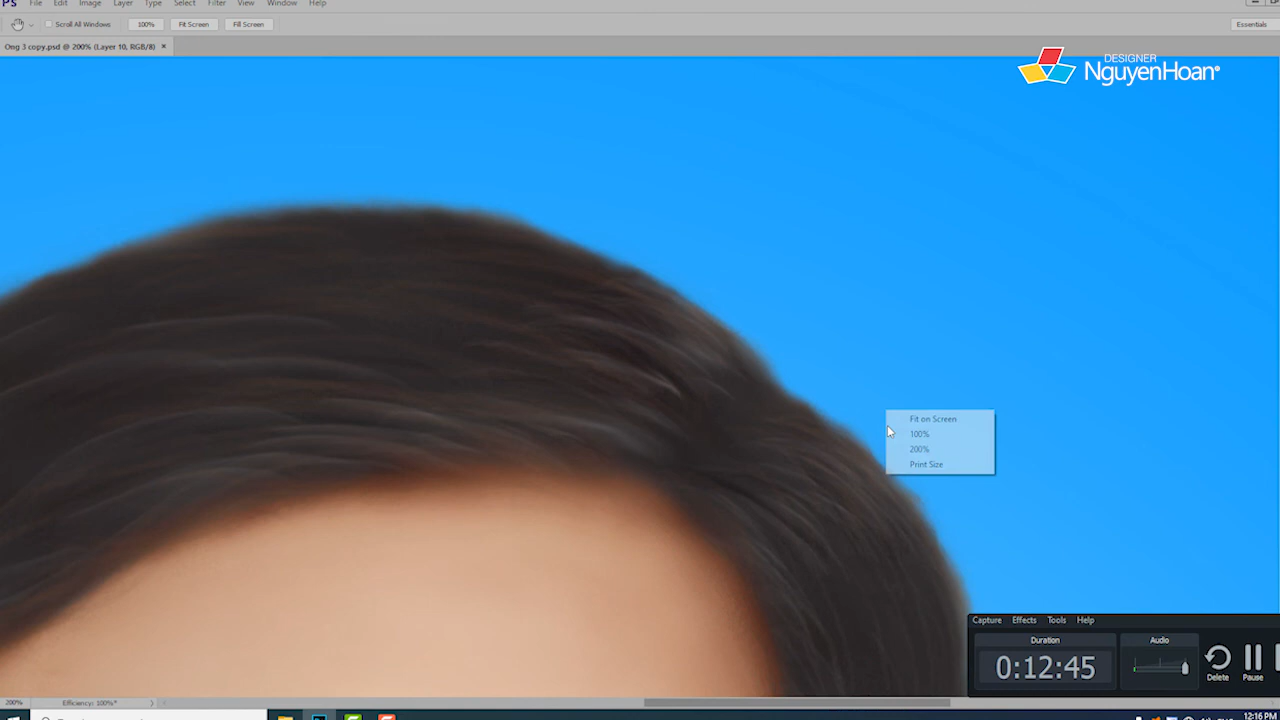 Ps File Edit Image Layer Type Select Filter View Window Help
Scroll All Windows 100% Fit Screen Fill Screen Essentials
Ong 3 copy.psd @ 200% (Layer 10, RGB/8) ×
DESIGNER
NguyenHoan®
Fit on Screen
100%
200%
Print Size
Capture Effects Tools Help
Duration Audio
0:12:45
Delete Pause
200% Efficiency: 100%*
12:16 PM